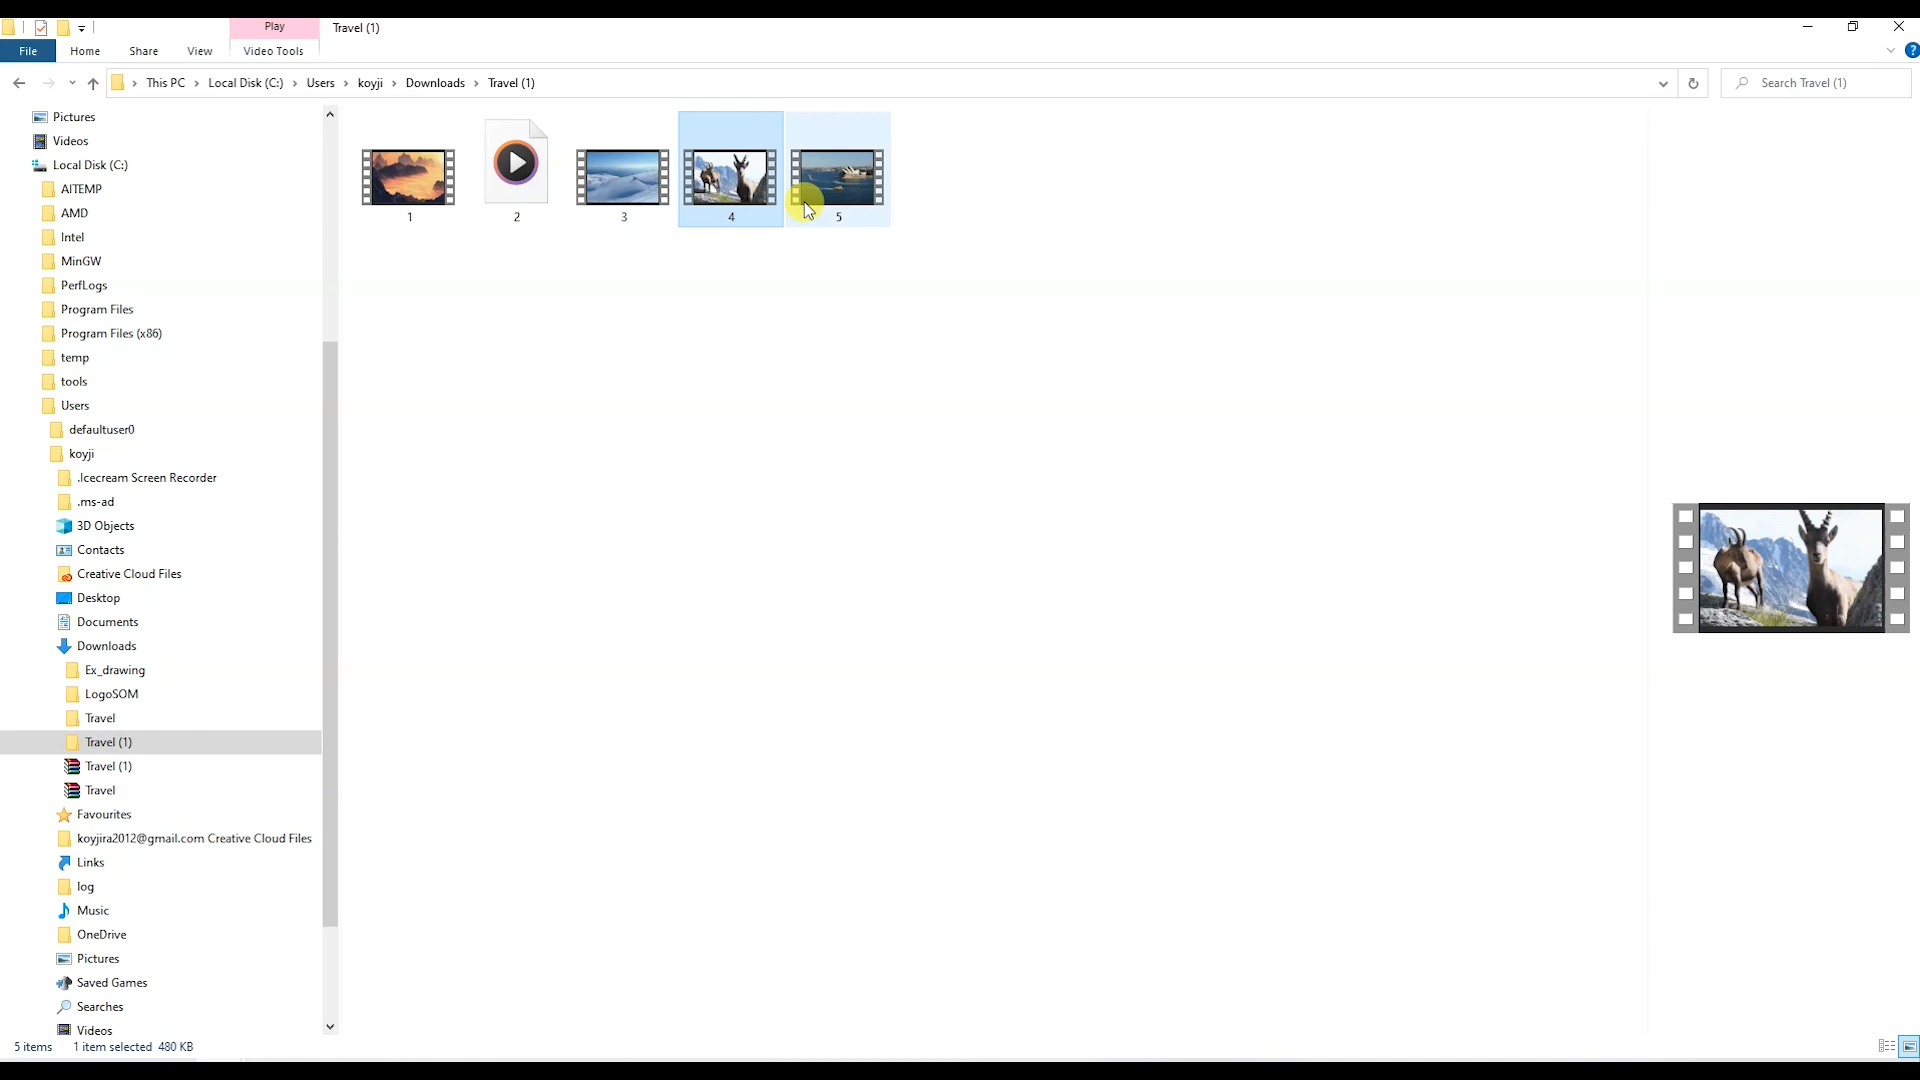 Play
Travel (1)
File
Home
Share
View
Video Tools
This PC › Local Disk (C:) › Users › koyji › Downloads › Travel (1)
Search Travel (1)
Pictures
Videos
Local Disk (C:)
AITEMP
AMD
Intel
MinGW
PerfLogs
Program Files
Program Files (x86)
temp
tools
Users
defaultuser0
koyji
.Icecream Screen Recorder
.ms-ad
3D Objects
Contacts
Creative Cloud Files
Desktop
Documents
Downloads
Ex_drawing
LogoSOM
Travel
Travel (1)
Travel (1)
Travel
Favourites
koyjira2012@gmail.com Creative Cloud Files
Links
log
Music
OneDrive
Pictures
Saved Games
Searches
Videos
1
2
3
4
5
5 items
1 item selected 480 KB